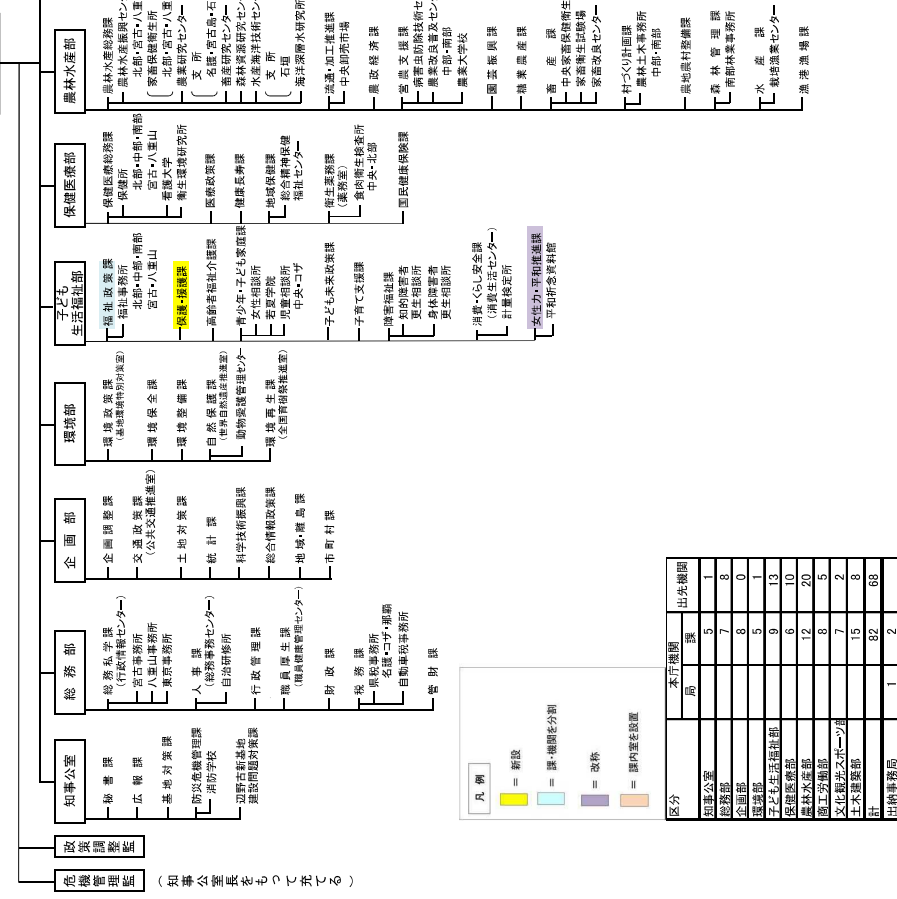 危機管理監
(知事公室長をもって充てる)
政策調整監
知事公室
秘書課
広報課
基地対策課
防災危機管理課
消防学校
辺野古新基地
建設問題対策課
総務部
総務私学課
(行政情報センター)
宮古事務所
八重山事務所
東京事務所
人事課
(総務事務センター)
自治研修所
行政管理課
職員厚生課
(職員健康管理センター)
財政課
税務課
県税事務所
名護・コザ・那覇
自動車税事務所
管財課
企画部
企画調整課
交通政策課
(公共交通推進室)
土地対策課
統計課
科学技術振興課
総合情報政策課
地域・離島課
市町村課
環境部
環境政策課
(基地環境特別対策室)
環境保全課
環境整備課
自然保護課
(世界自然遺産推進室)
動物愛護管理センター
環境再生課
(全国育樹祭推進室)
子ども
生活福祉部
福祉政策課
福祉事務所
北部・中部・南部
宮古・八重山
保護・援護課
高齢者福祉介護課
青少年・子ども家庭課
女性相談所
若夏学院
児童相談所
中央・コザ
子ども未来政策課
子育て支援課
障害福祉課
知的障害者
更生相談所
身体障害者
更生相談所
消費・くらし安全課
(消費生活センター)
計量検定所
女性力・平和推進課
平和祈念資料館
保健医療部
保健医療総務課
保健所
北部・中部・南部
宮古・八重山
看護大学
衛生環境研究所
医療政策課
健康長寿課
地域保健課
総合精神保健
福祉センター
衛生薬務課
(薬務室)
食肉衛生検査所
中央・北部
国民健康保険課
農林水産部
農林水産総務課
農林水産振興セン
北部・宮古・八重
家畜保健衛生所
北部・宮古・八重
農業研究センター
支所
名護・宮古島・石
畜産研究センター
森林資源研究セン
水産海洋技術セン
支所
石垣
海洋深層水研究所
流通・加工推進課
中央卸売市場
農政経済課
営農支援課
病害虫防除技術セ
農業改良普及セン
中部・南部
農業大学校
園芸振興課
糖業農産課
畜産課
中央家畜保健衛生
家畜衛生試験場
家畜改良センター
村づくり計画課
農林土木事務所
中部・南部
農地農村整備課
森林管理課
南部林業事務所
水産課
栽培漁業センター
漁港漁場課
凡例
= 新設
= 課・機関を分割
= 改称
= 課内室を設置
区分 本庁機関 出先機関
局 課
知事公室 5 1
総務部 7 8
企画部 8 0
環境部 5 1
子ども生活福祉部 9 13
保健医療部 6 10
農林水産部 12 20
商工労働部 8 5
文化観光スポーツ部 7 2
土木建築部 15 8
計 82 68
出納事務局 1 2